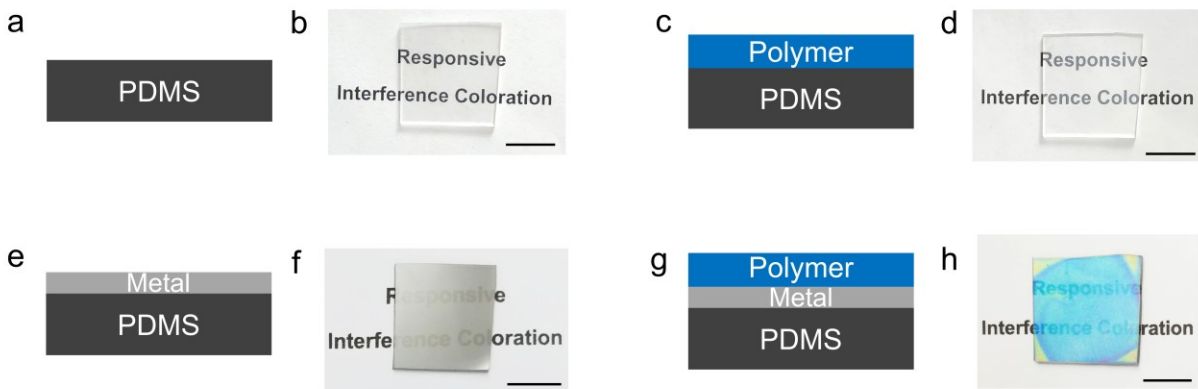 a
PDMS
b
Responsive
Interference Coloration
c
Polymer
PDMS
d
Responsive
Interference Coloration
e
Metal
PDMS
f
Responsive
Interference Coloration
g
Polymer
Metal
PDMS
h
Responsive
Interference Coloration